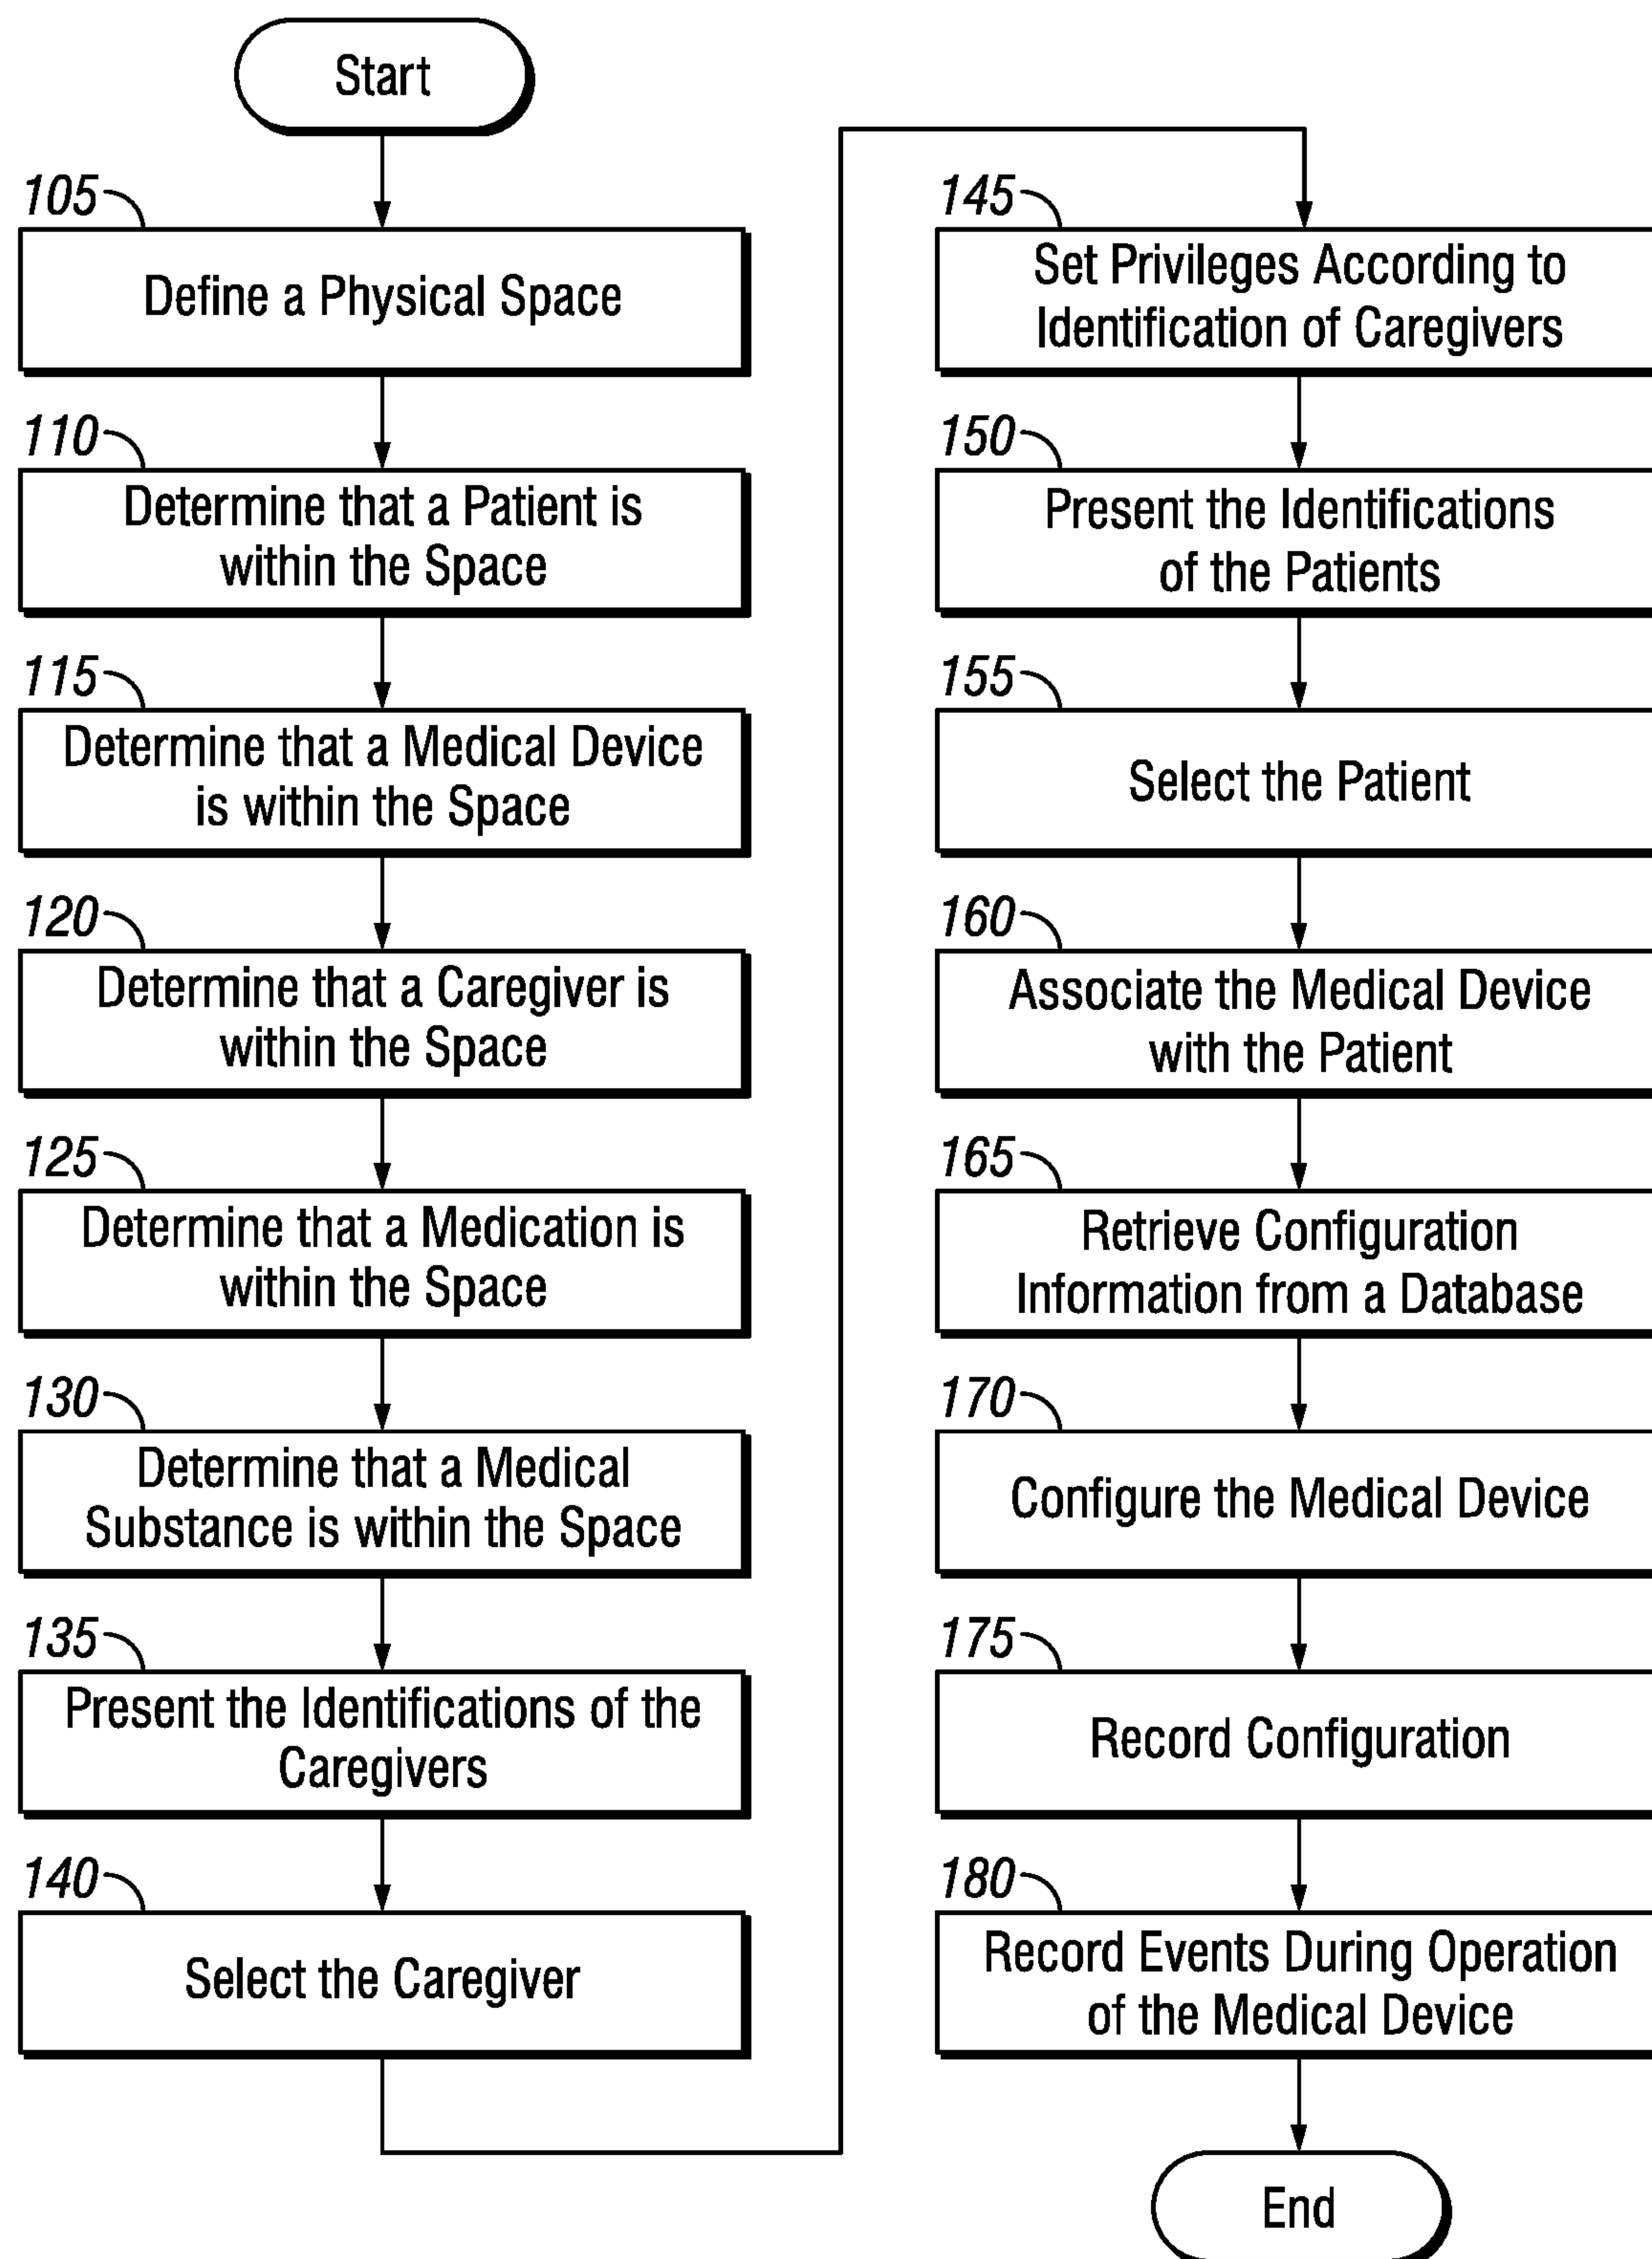 Start
105
Define a Physical Space
110
Determine that a Patient is
within the Space
115
Determine that a Medical Device
is within the Space
120
Determine that a Caregiver is
within the Space
125
Determine that a Medication is
within the Space
130
Determine that a Medical
Substance is within the Space
135
Present the Identifications of the
Caregivers
140
Select the Caregiver
145
Set Privileges According to
Identification of Caregivers
150
Present the Identifications
of the Patients
155
Select the Patient
160
Associate the Medical Device
with the Patient
165
Retrieve Configuration
Information from a Database
170
Configure the Medical Device
175
Record Configuration
180
Record Events During Operation
of the Medical Device
End